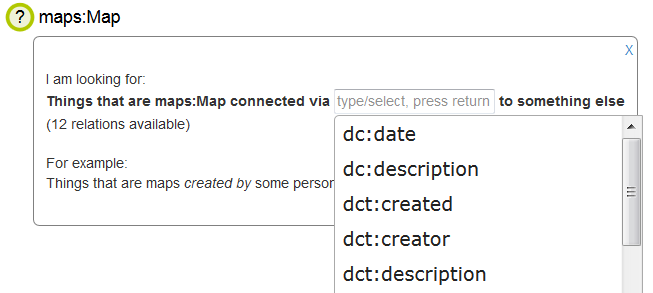 ? maps:Map
X
I am looking for:
Things that are maps:Map connected via type/select, press return to something else
(12 relations available)
For example:
Things that are maps created by some person
dc:date
dc:description
dct:created
dct:creator
dct:description